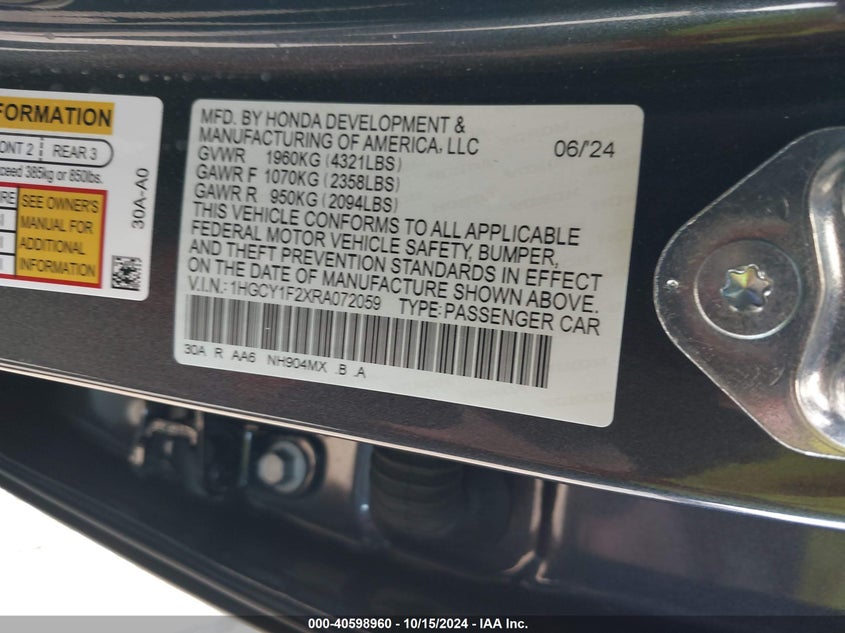 FORMATION
ONT 2 REAR 3
ceed 385kg or 850lbs.
RE
SEE OWNER'S
MANUAL FOR
ADDITIONAL
INFORMATION
30A-A0
MFD. BY HONDA DEVELOPMENT &
MANUFACTURING OF AMERICA, LLC 06/'24
GVWR 1960KG (4321LBS)
GAWR F 1070KG (2358LBS)
GAWR R 950KG (2094LBS)
THIS VEHICLE CONFORMS TO ALL APPLICABLE
FEDERAL MOTOR VEHICLE SAFETY, BUMPER,
AND THEFT PREVENTION STANDARDS IN EFFECT
ON THE DATE OF MANUFACTURE SHOWN ABOVE.
V.I.N.: 1HGCY1F2XRA072059 TYPE: PASSENGER CAR
30A R AA6 NH904MX .B .A
000-40598960 - 10/15/2024 - IAA Inc.